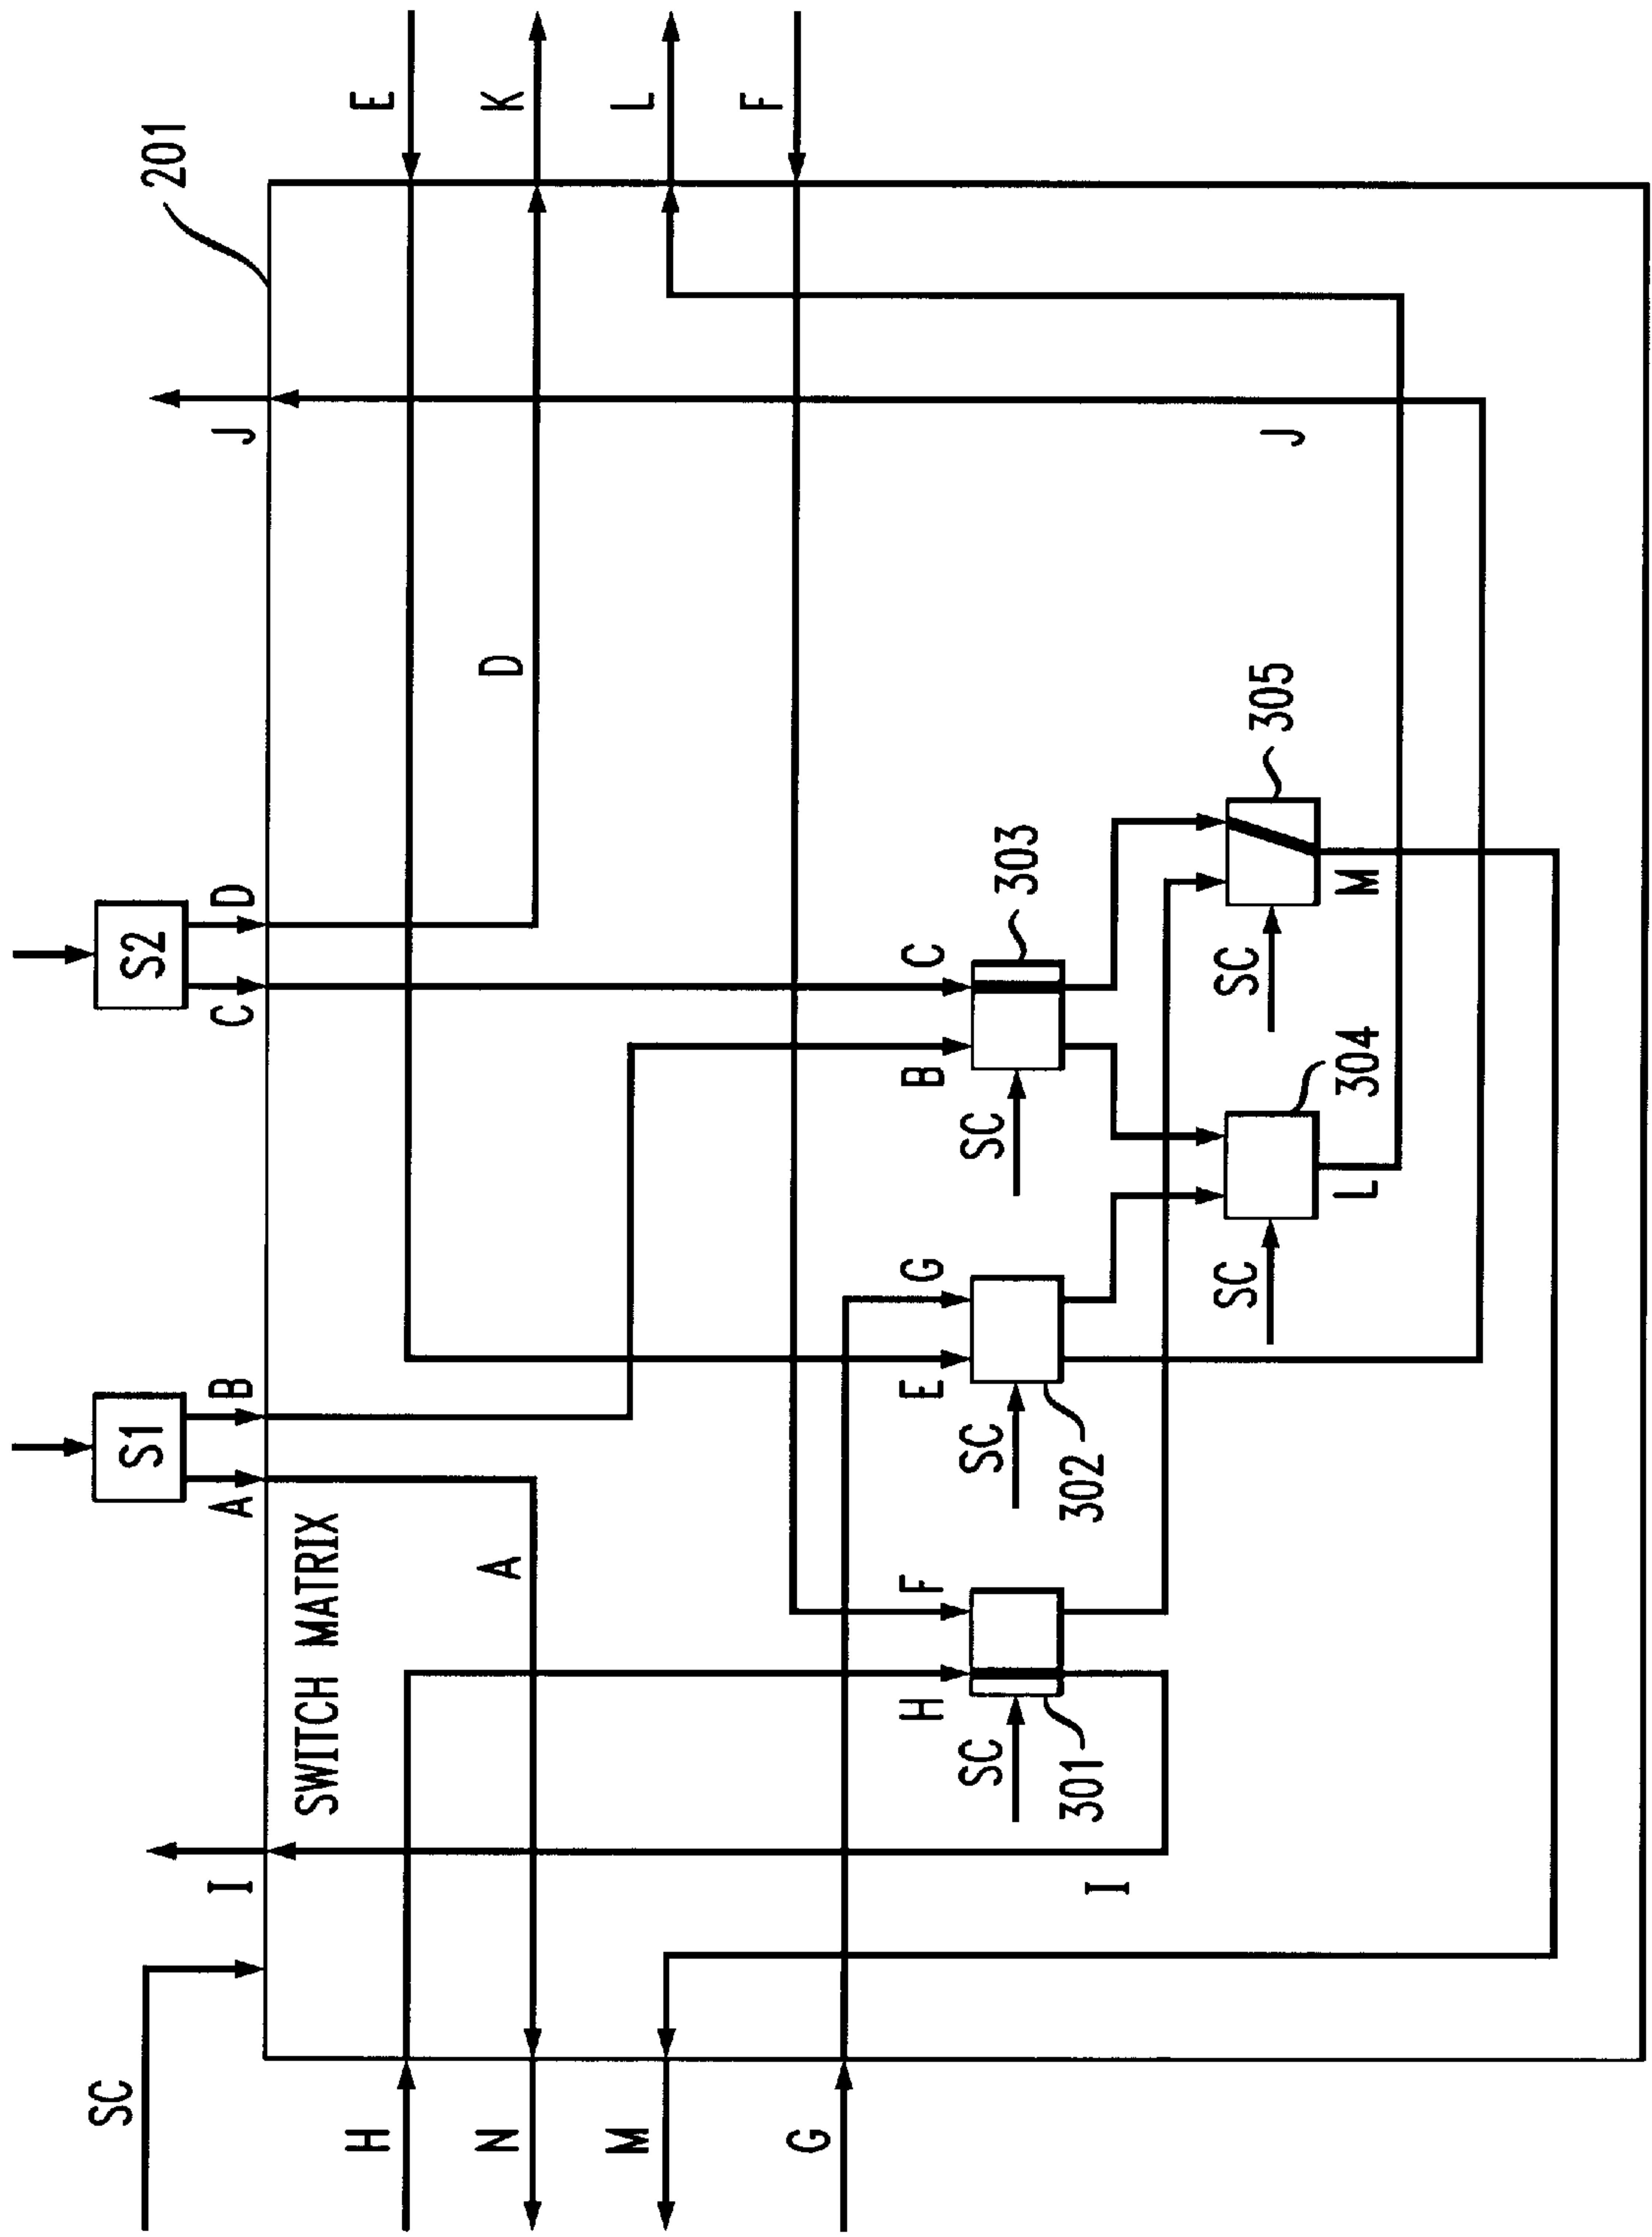 SC
S1 S2 201
I A B C D J
SWITCH MATRIX
H E
N A D K
M L
G F
H F E G B C
SC SC SC 303
I 301 302
SC SC 305 J
L 304 M